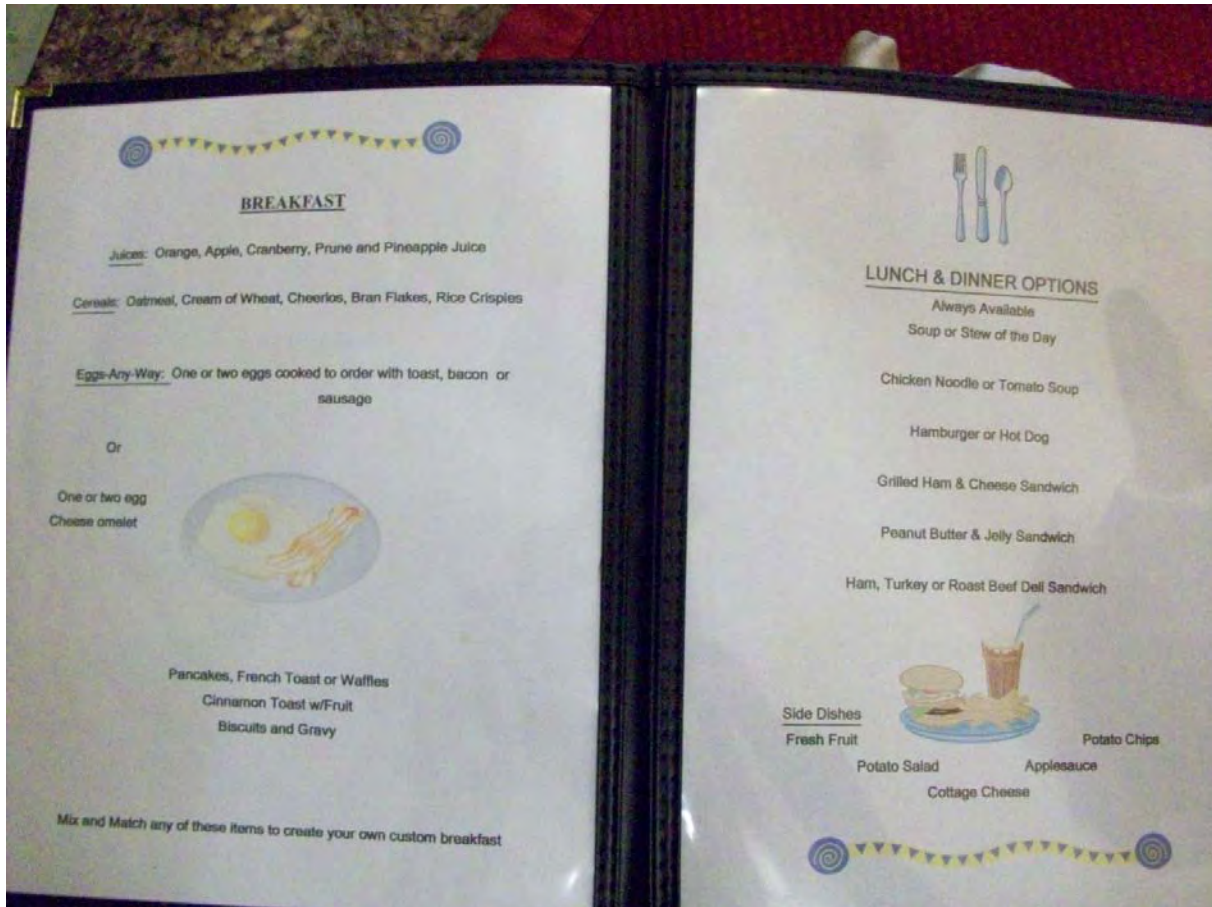 BREAKFAST
Juices: Orange, Apple, Cranberry, Prune and Pineapple Juice
Cereals: Oatmeal, Cream of Wheat, Cheerios, Bran Flakes, Rice Crispies
Eggs-Any-Way: One or two eggs cooked to order with toast, bacon or
sausage
Or
One or two egg
Cheese omelet
Pancakes, French Toast or Waffles
Cinnamon Toast w/Fruit
Biscuits and Gravy
Mix and Match any of these items to create your own custom breakfast
LUNCH & DINNER OPTIONS
Always Available
Soup or Stew of the Day
Chicken Noodle or Tomato Soup
Hamburger or Hot Dog
Grilled Ham & Cheese Sandwich
Peanut Butter & Jelly Sandwich
Ham, Turkey or Roast Beef Deli Sandwich
Side Dishes
Fresh Fruit Potato Chips
Potato Salad Applesauce
Cottage Cheese